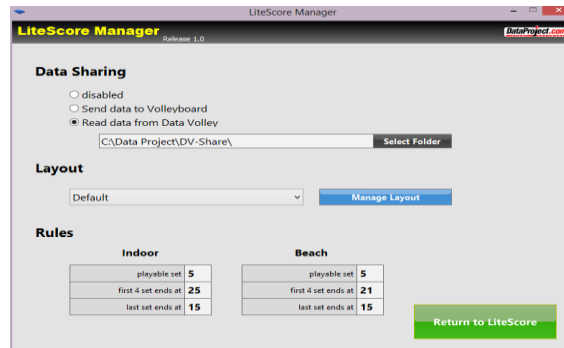 LiteScore Manager
LiteScore Manager Release 1.0
DataProject.com
Data Sharing
disabled
Send data to Volleyboard
Read data from Data Volley
C:\Data Project\DV-Share\ Select Folder
Layout
Default Manage Layout
Rules
Indoor Beach
playable set 5 playable set 5
first 4 set ends at 25 first 4 set ends at 21
last set ends at 15 last set ends at 15
Return to LiteScore